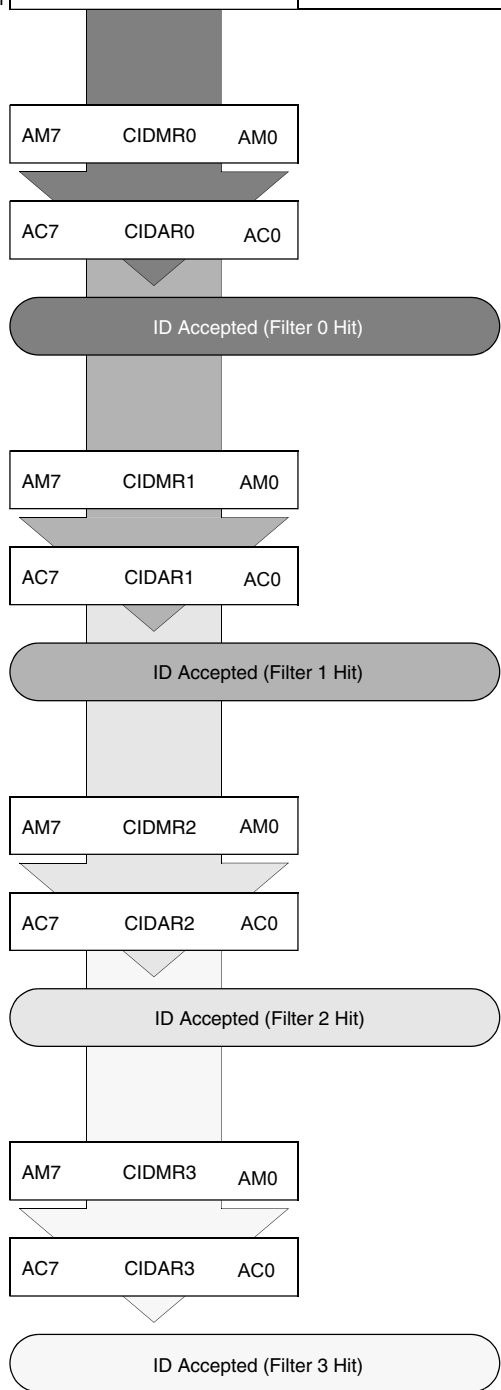 AM7 CIDMR0 AM0
AC7 CIDAR0 AC0
ID Accepted (Filter 0 Hit)
AM7 CIDMR1 AM0
AC7 CIDAR1 AC0
ID Accepted (Filter 1 Hit)
AM7 CIDMR2 AM0
AC7 CIDAR2 AC0
ID Accepted (Filter 2 Hit)
AM7 CIDMR3 AM0
AC7 CIDAR3 AC0
ID Accepted (Filter 3 Hit)